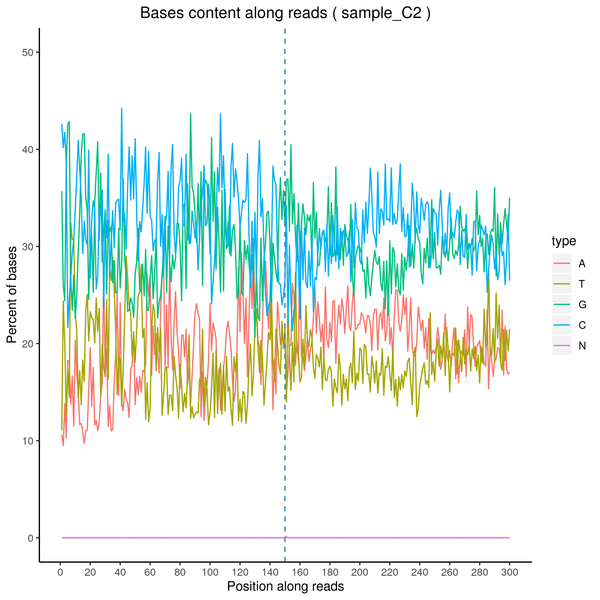 Bases content along reads ( sample_C2 )
Percent of bases
50
40
30
20
10
0
0 20 40 60 80 100 120 140 160 180 200 220 240 260 280 300
Position along reads
type
A
T
G
C
N